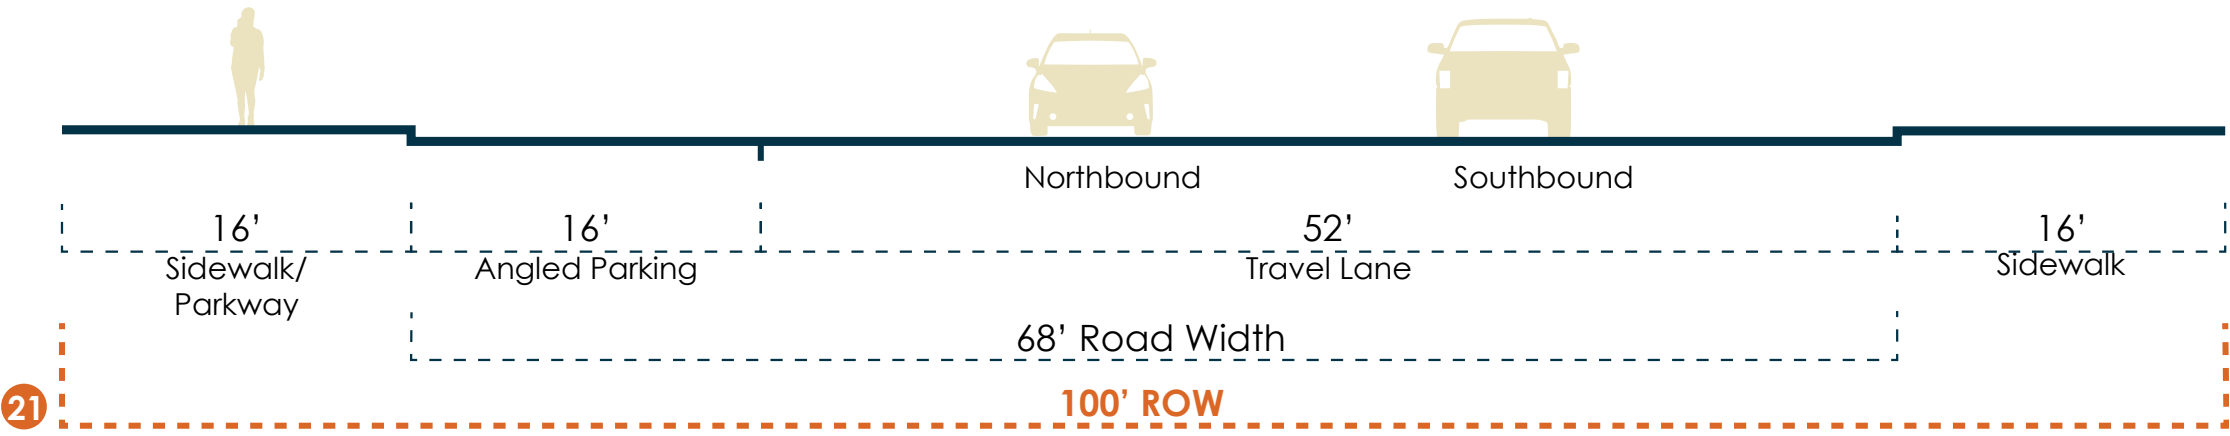 Northbound
Southbound
16’
16’
52’
16’
Sidewalk/
Parkway
Angled Parking
Travel Lane
Sidewalk
68’ Road Width
100’ ROW
21